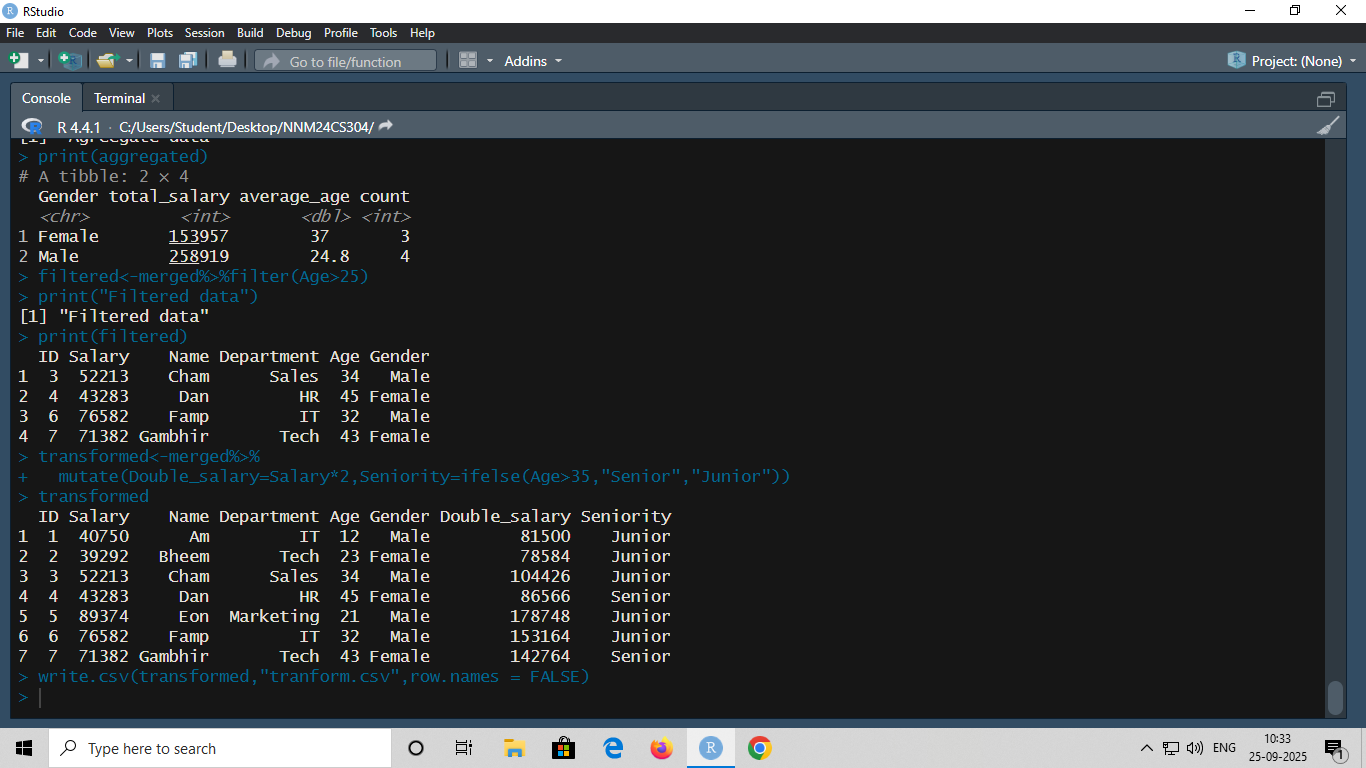 RStudio
File Edit Code View Plots Session Build Debug Profile Tools Help
Go to file/function Addins Project: (None)
Console Terminal
R 4.4.1 · C:/Users/Student/Desktop/NNM24CS304/
> print(aggregated)
# A tibble: 2 × 4
  Gender total_salary average_age count
  <chr>         <int>       <dbl> <int>
1 Female       153957        37       3
2 Male         258919        24.8     4
> filtered<-merged%>%filter(Age>25)
> print("Filtered data")
[1] "Filtered data"
> print(filtered)
  ID Salary    Name Department Age Gender
1  3  52213    Cham      Sales  34   Male
2  4  43283     Dan         HR  45 Female
3  6  76582    Famp         IT  32   Male
4  7  71382 Gambhir       Tech  43 Female
> transformed<-merged%>%
+   mutate(Double_salary=Salary*2,Seniority=ifelse(Age>35,"Senior","Junior"))
> transformed
  ID Salary    Name Department Age Gender Double_salary Seniority
1  1  40750      Am         IT  12   Male         81500    Junior
2  2  39292   Bheem       Tech  23 Female         78584    Junior
3  3  52213    Cham      Sales  34   Male        104426    Junior
4  4  43283     Dan         HR  45 Female         86566    Senior
5  5  89374     Eon  Marketing  21   Male        178748    Junior
6  6  76582    Famp         IT  32   Male        153164    Junior
7  7  71382 Gambhir       Tech  43 Female        142764    Senior
> write.csv(transformed,"tranform.csv",row.names = FALSE)
>
Type here to search ENG 10:33
25-09-2025 1